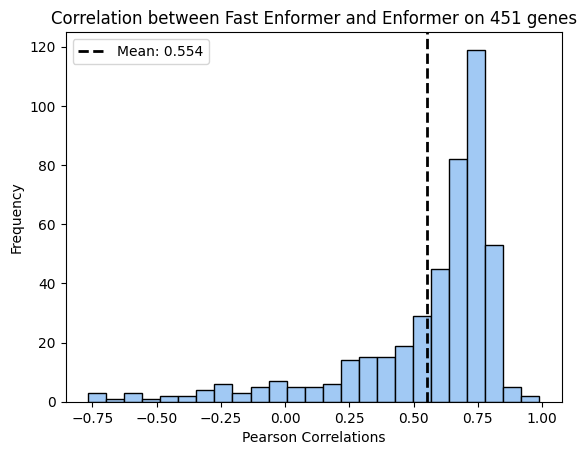 Correlation between Fast Enformer and Enformer on 451 genes
Mean: 0.554
120
100
80
60
40
20
0
Frequency
−0.75 −0.50 −0.25 0.00 0.25 0.50 0.75 1.00
Pearson Correlations